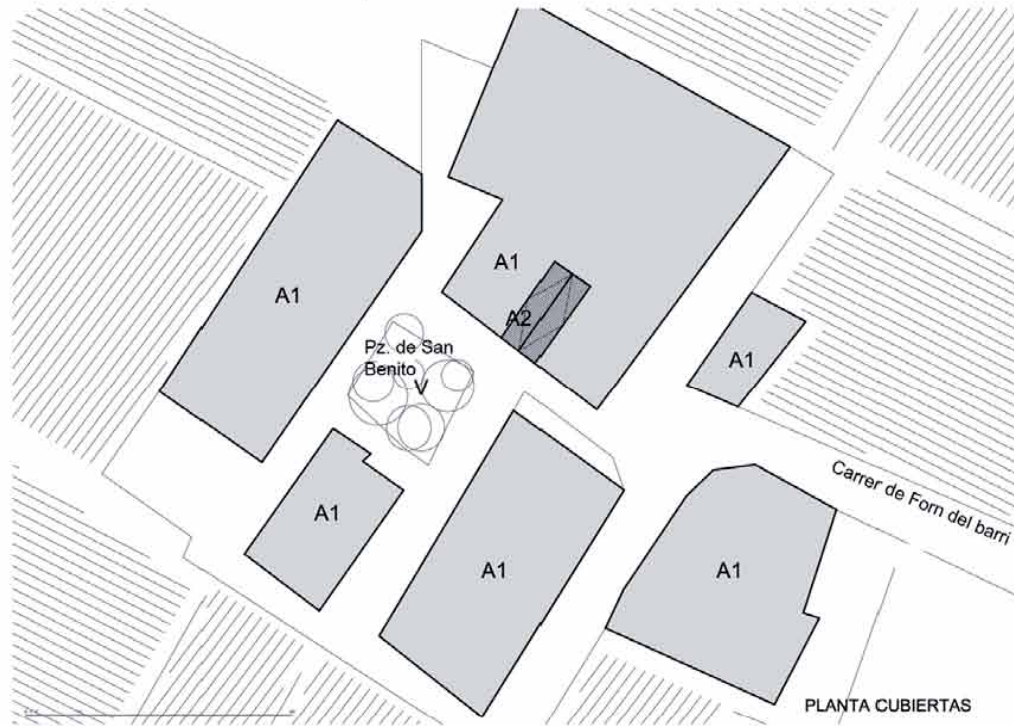 A1
A1
A2
Pz. de San
Benito
V
A1
A1
A1
A1
Carrer de Forn del barri
PLANTA CUBIERTAS